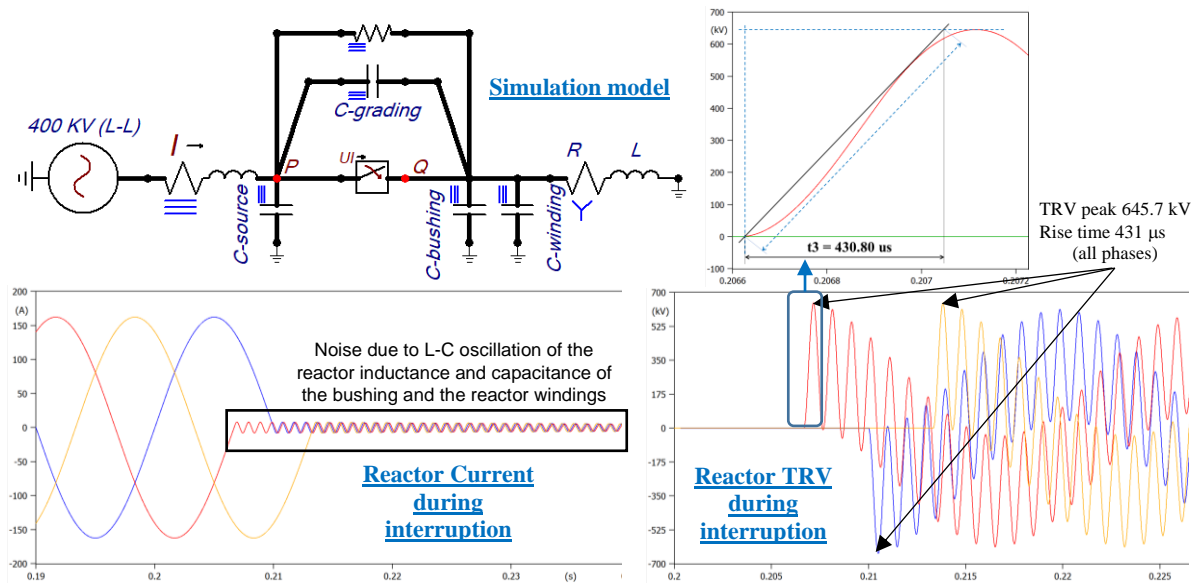 Simulation model
400 KV (L-L)
I
C-grading
P
UI
Q
R
L
Y
C-source
C-bushing
C-winding
700
(kV)
600
500
400
300
200
100
0
-100
0.2066
0.2068
0.207
0.2072
t3 = 430.80 us
TRV peak 645.7 kV
Rise time 431 µs
(all phases)
200
(A)
150
100
50
0
-50
-100
-150
-200
0.19
0.2
0.21
0.22
0.23
(s)
Noise due to L-C oscillation of the
reactor inductance and capacitance of
the bushing and the reactor windings
Reactor Current
during
interruption
700
(kV)
525
350
175
0
-175
-350
-525
-700
0.2
0.205
0.21
0.215
0.22
0.225
Reactor TRV
during
interruption